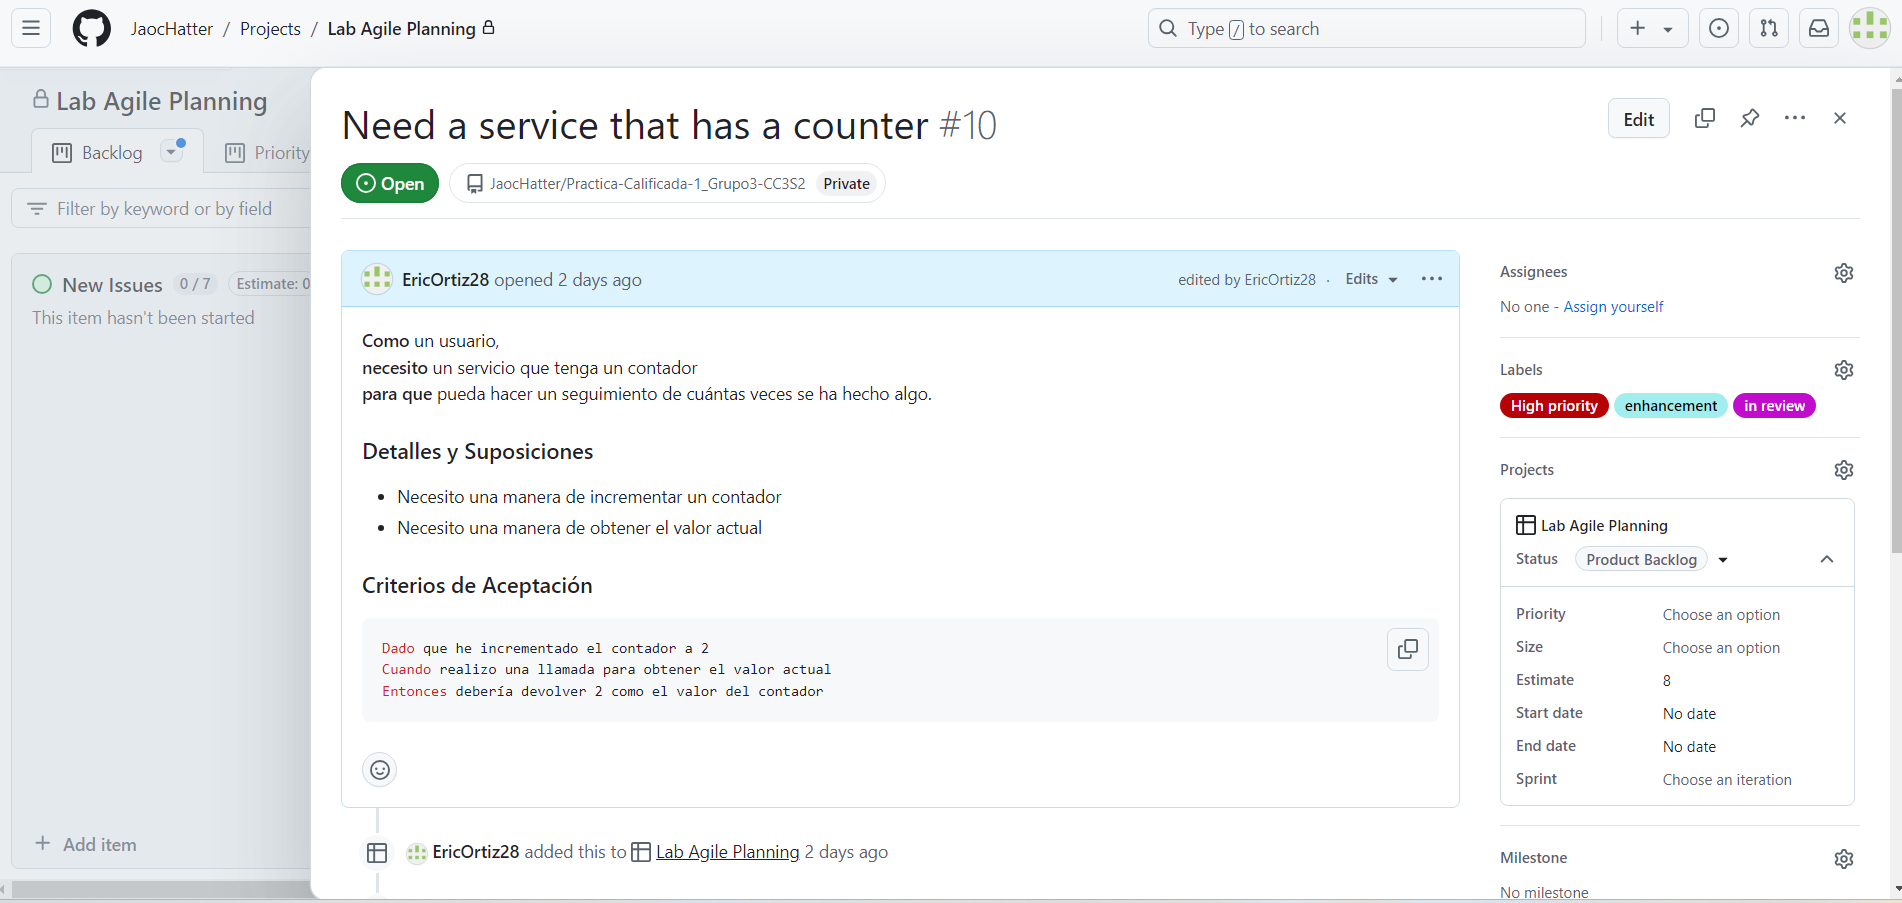 JaocHatter / Projects / Lab Agile Planning
Type / to search
Lab Agile Planning
Backlog
Priority
Filter by keyword or by field
New Issues 0 / 7 Estimate: 0
This item hasn't been started
Add item
Need a service that has a counter #10
Edit
Open
JaocHatter/Practica-Calificada-1_Grupo3-CC3S2 Private
EricOrtiz28 opened 2 days ago
edited by EricOrtiz28 · Edits
Como un usuario,
necesito un servicio que tenga un contador
para que pueda hacer un seguimiento de cuántas veces se ha hecho algo.
Detalles y Suposiciones
• Necesito una manera de incrementar un contador
• Necesito una manera de obtener el valor actual
Criterios de Aceptación
Dado que he incrementado el contador a 2
Cuando realizo una llamada para obtener el valor actual
Entonces debería devolver 2 como el valor del contador
EricOrtiz28 added this to Lab Agile Planning 2 days ago
Assignees
No one - Assign yourself
Labels
High priority enhancement in review
Projects
Lab Agile Planning
Status Product Backlog
Priority Choose an option
Size Choose an option
Estimate 8
Start date No date
End date No date
Sprint Choose an iteration
Milestone
No milestone